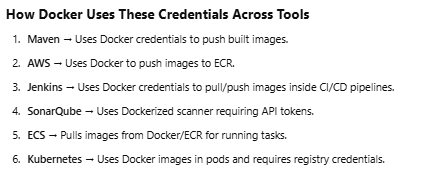 How Docker Uses These Credentials Across Tools
1. Maven → Uses Docker credentials to push built images.
2. AWS → Uses Docker to push images to ECR.
3. Jenkins → Uses Docker credentials to pull/push images inside CI/CD pipelines.
4. SonarQube → Uses Dockerized scanner requiring API tokens.
5. ECS → Pulls images from Docker/ECR for running tasks.
6. Kubernetes → Uses Docker images in pods and requires registry credentials.